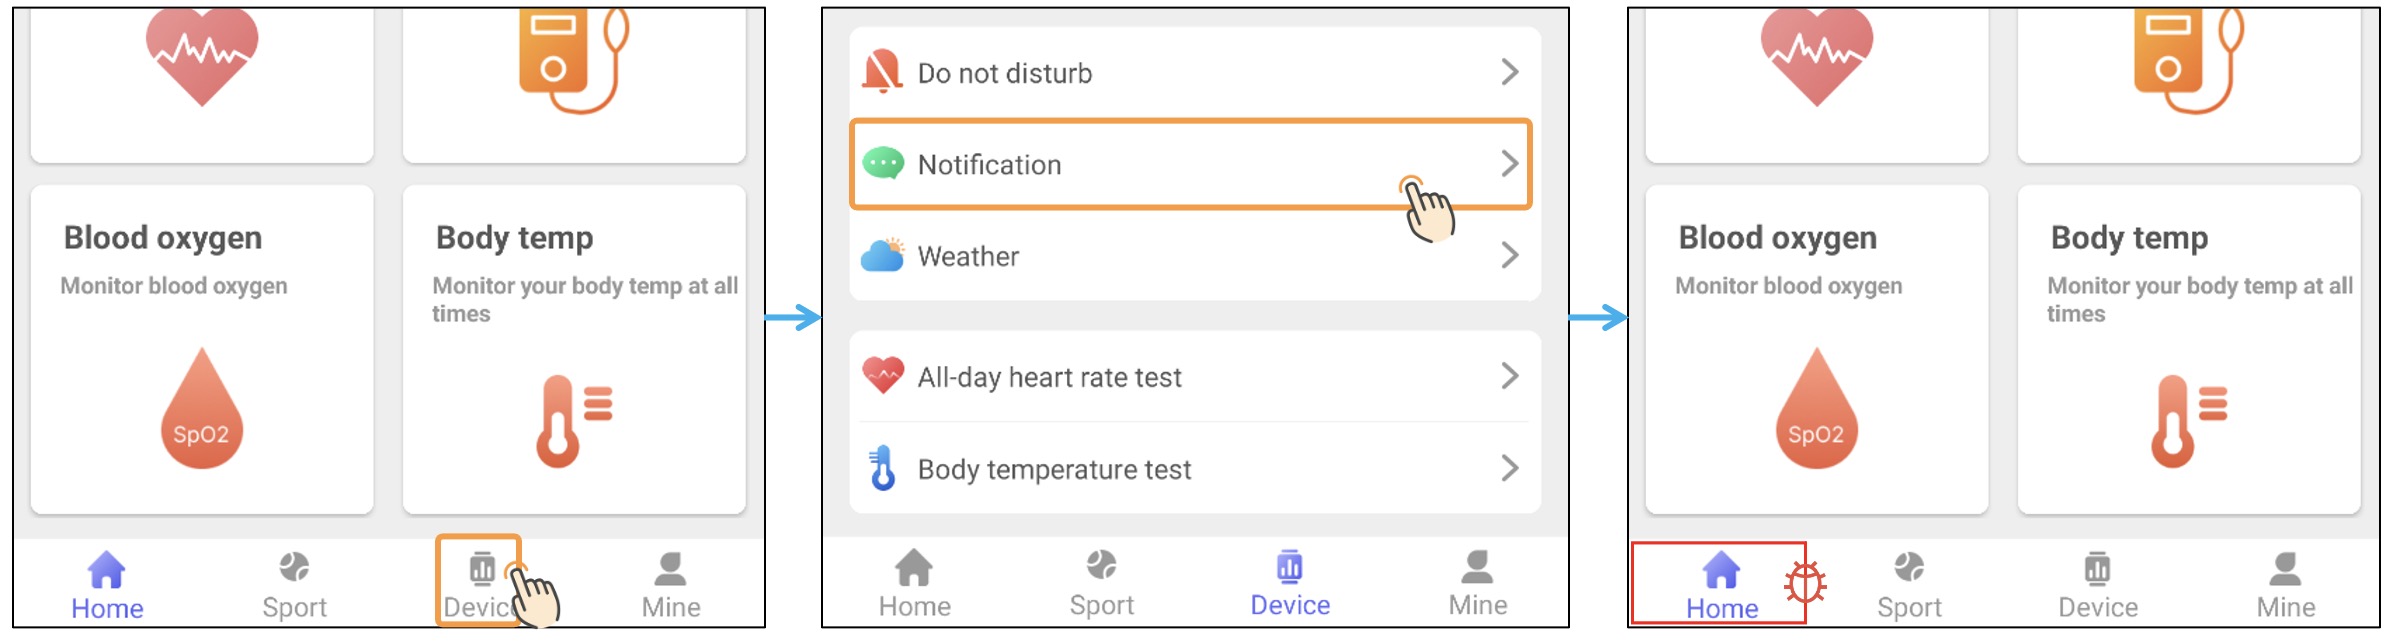 Blood oxygen
Monitor blood oxygen
SpO2
Body temp
Monitor your body temp at all
times
Home
Sport
Device
Mine
Do not disturb
Notification
Weather
All-day heart rate test
Body temperature test
Home
Sport
Device
Mine
Blood oxygen
Monitor blood oxygen
SpO2
Body temp
Monitor your body temp at all
times
Home
Sport
Device
Mine